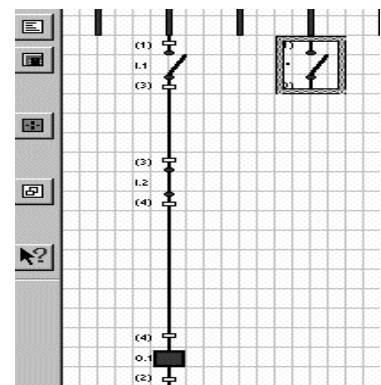 (1)
I.1
(3)
(3)
I.2
(4)
(4)
O.1
(2)
?